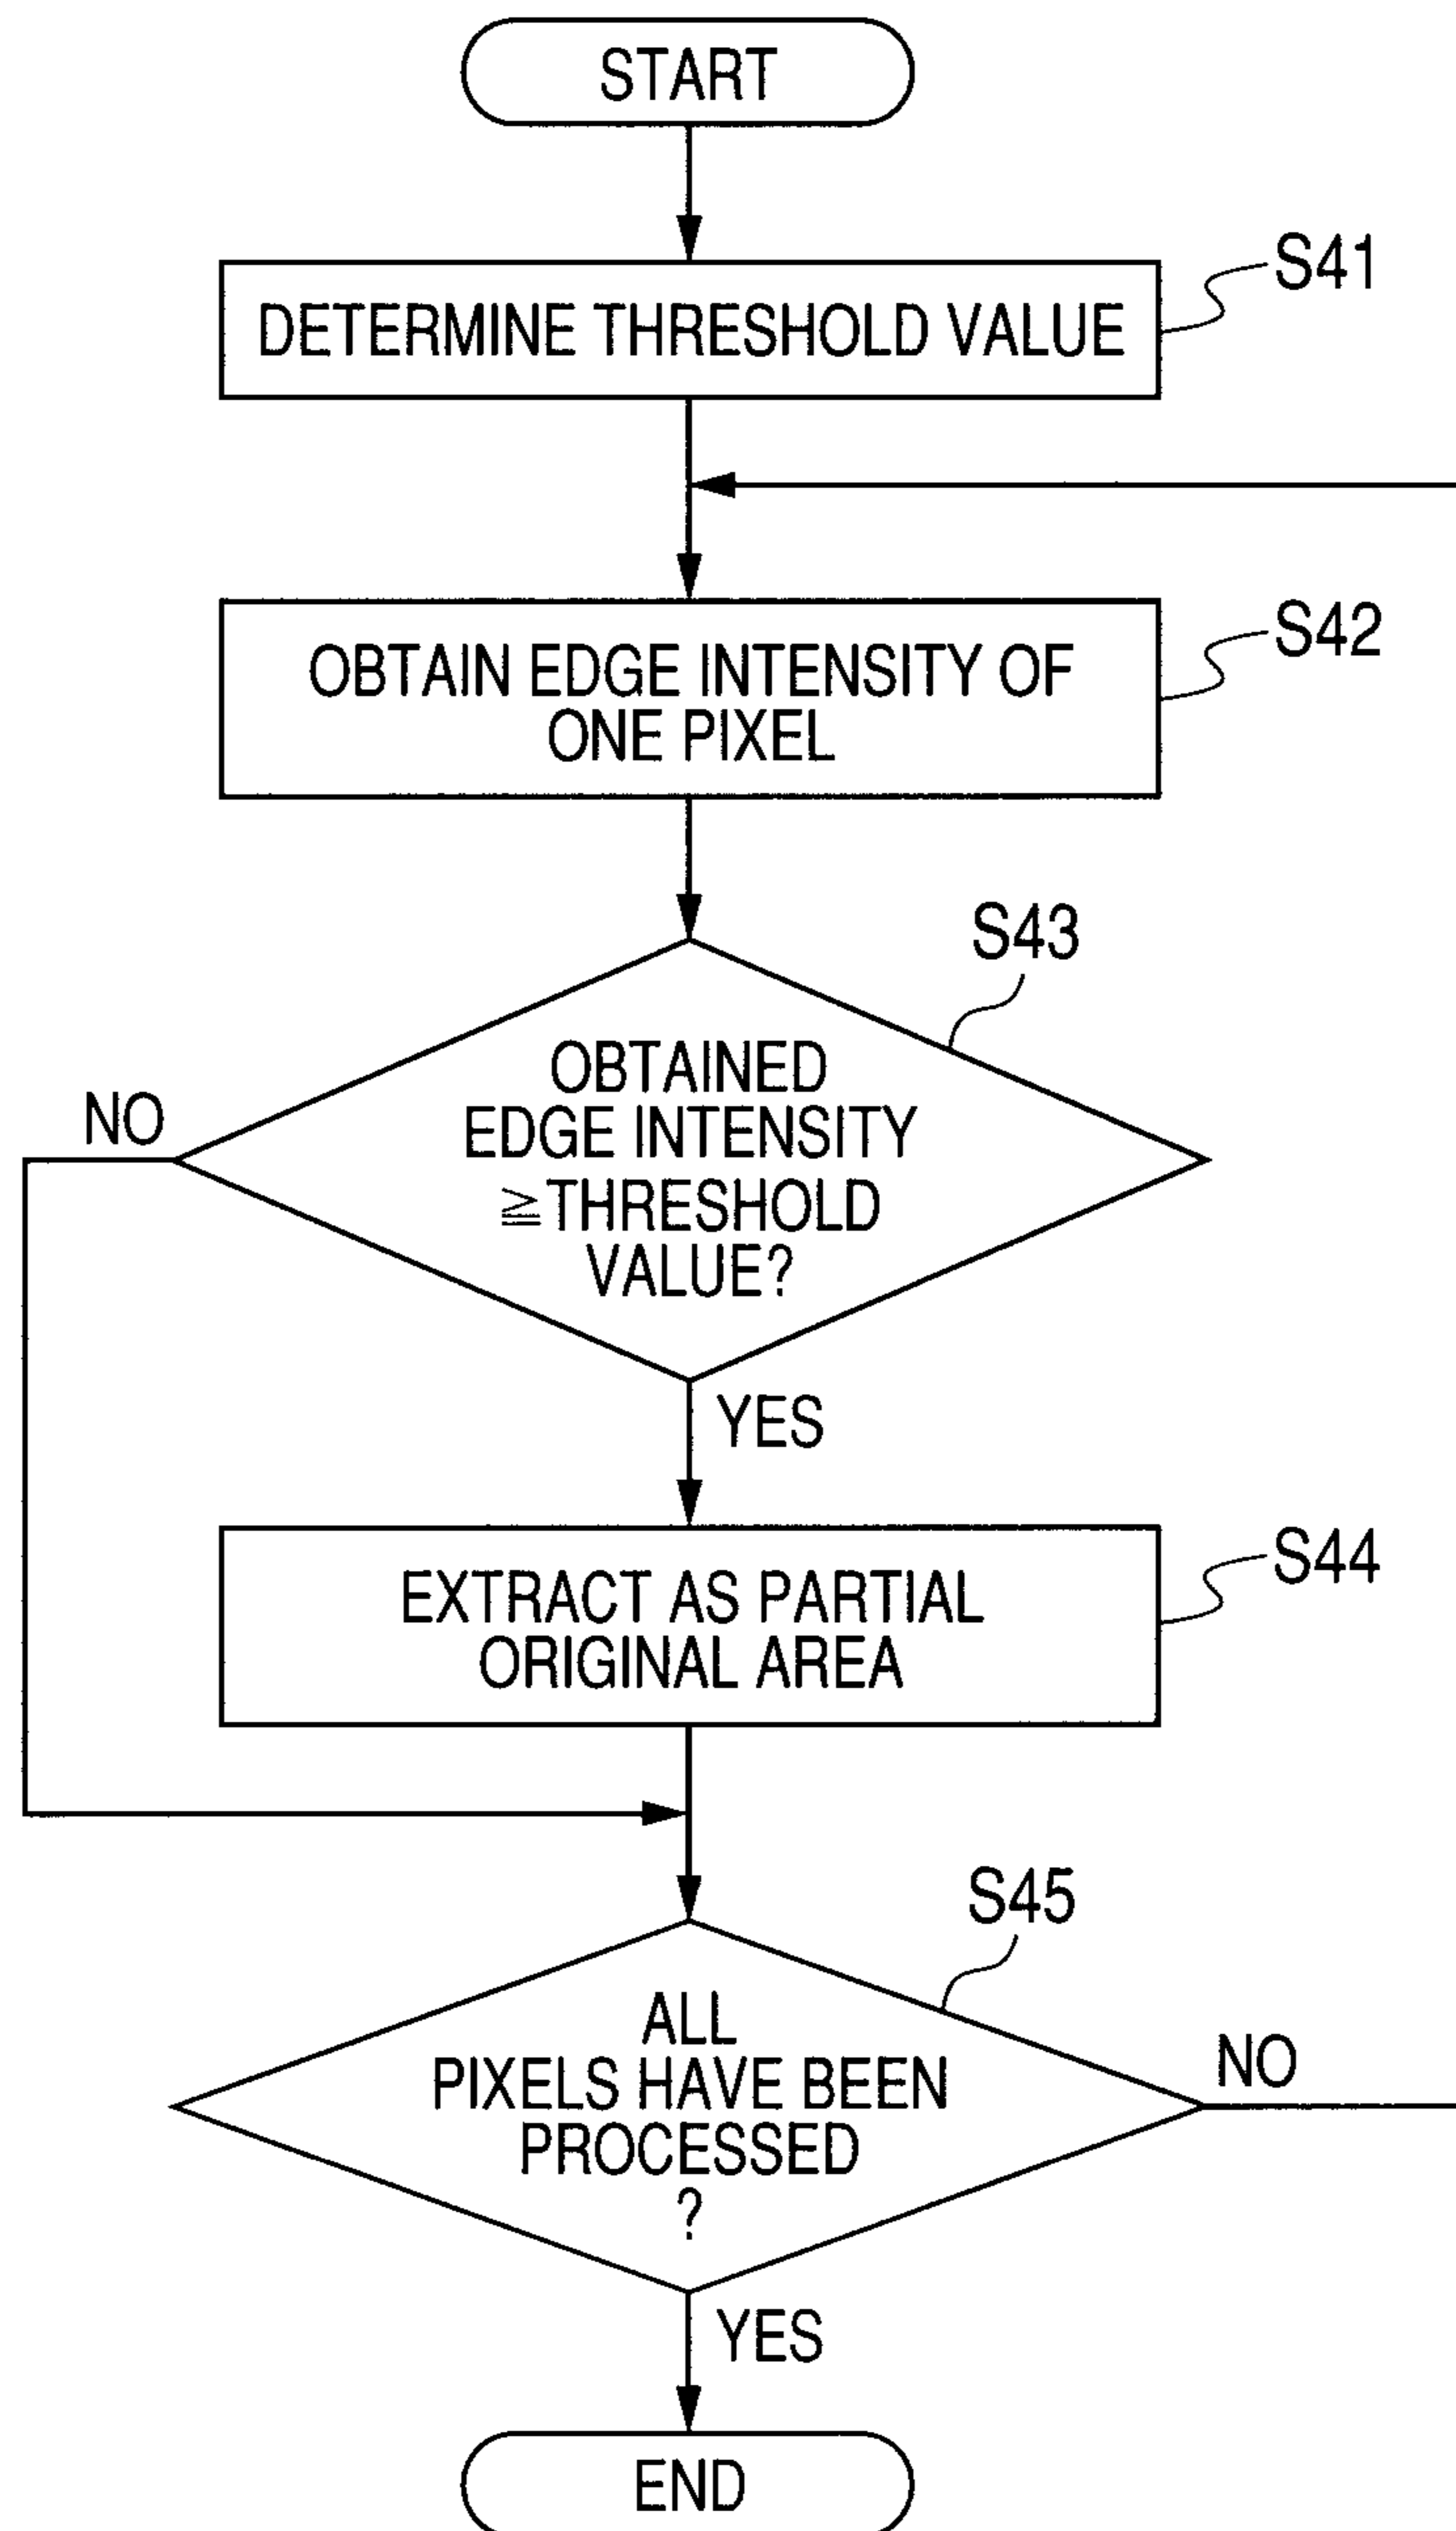 START
S41
DETERMINE THRESHOLD VALUE
S42
OBTAIN EDGE INTENSITY OF
ONE PIXEL
S43
OBTAINED
EDGE INTENSITY
≧THRESHOLD
VALUE?
NO
YES
S44
EXTRACT AS PARTIAL
ORIGINAL AREA
S45
ALL
PIXELS HAVE BEEN
PROCESSED
?
NO
YES
END